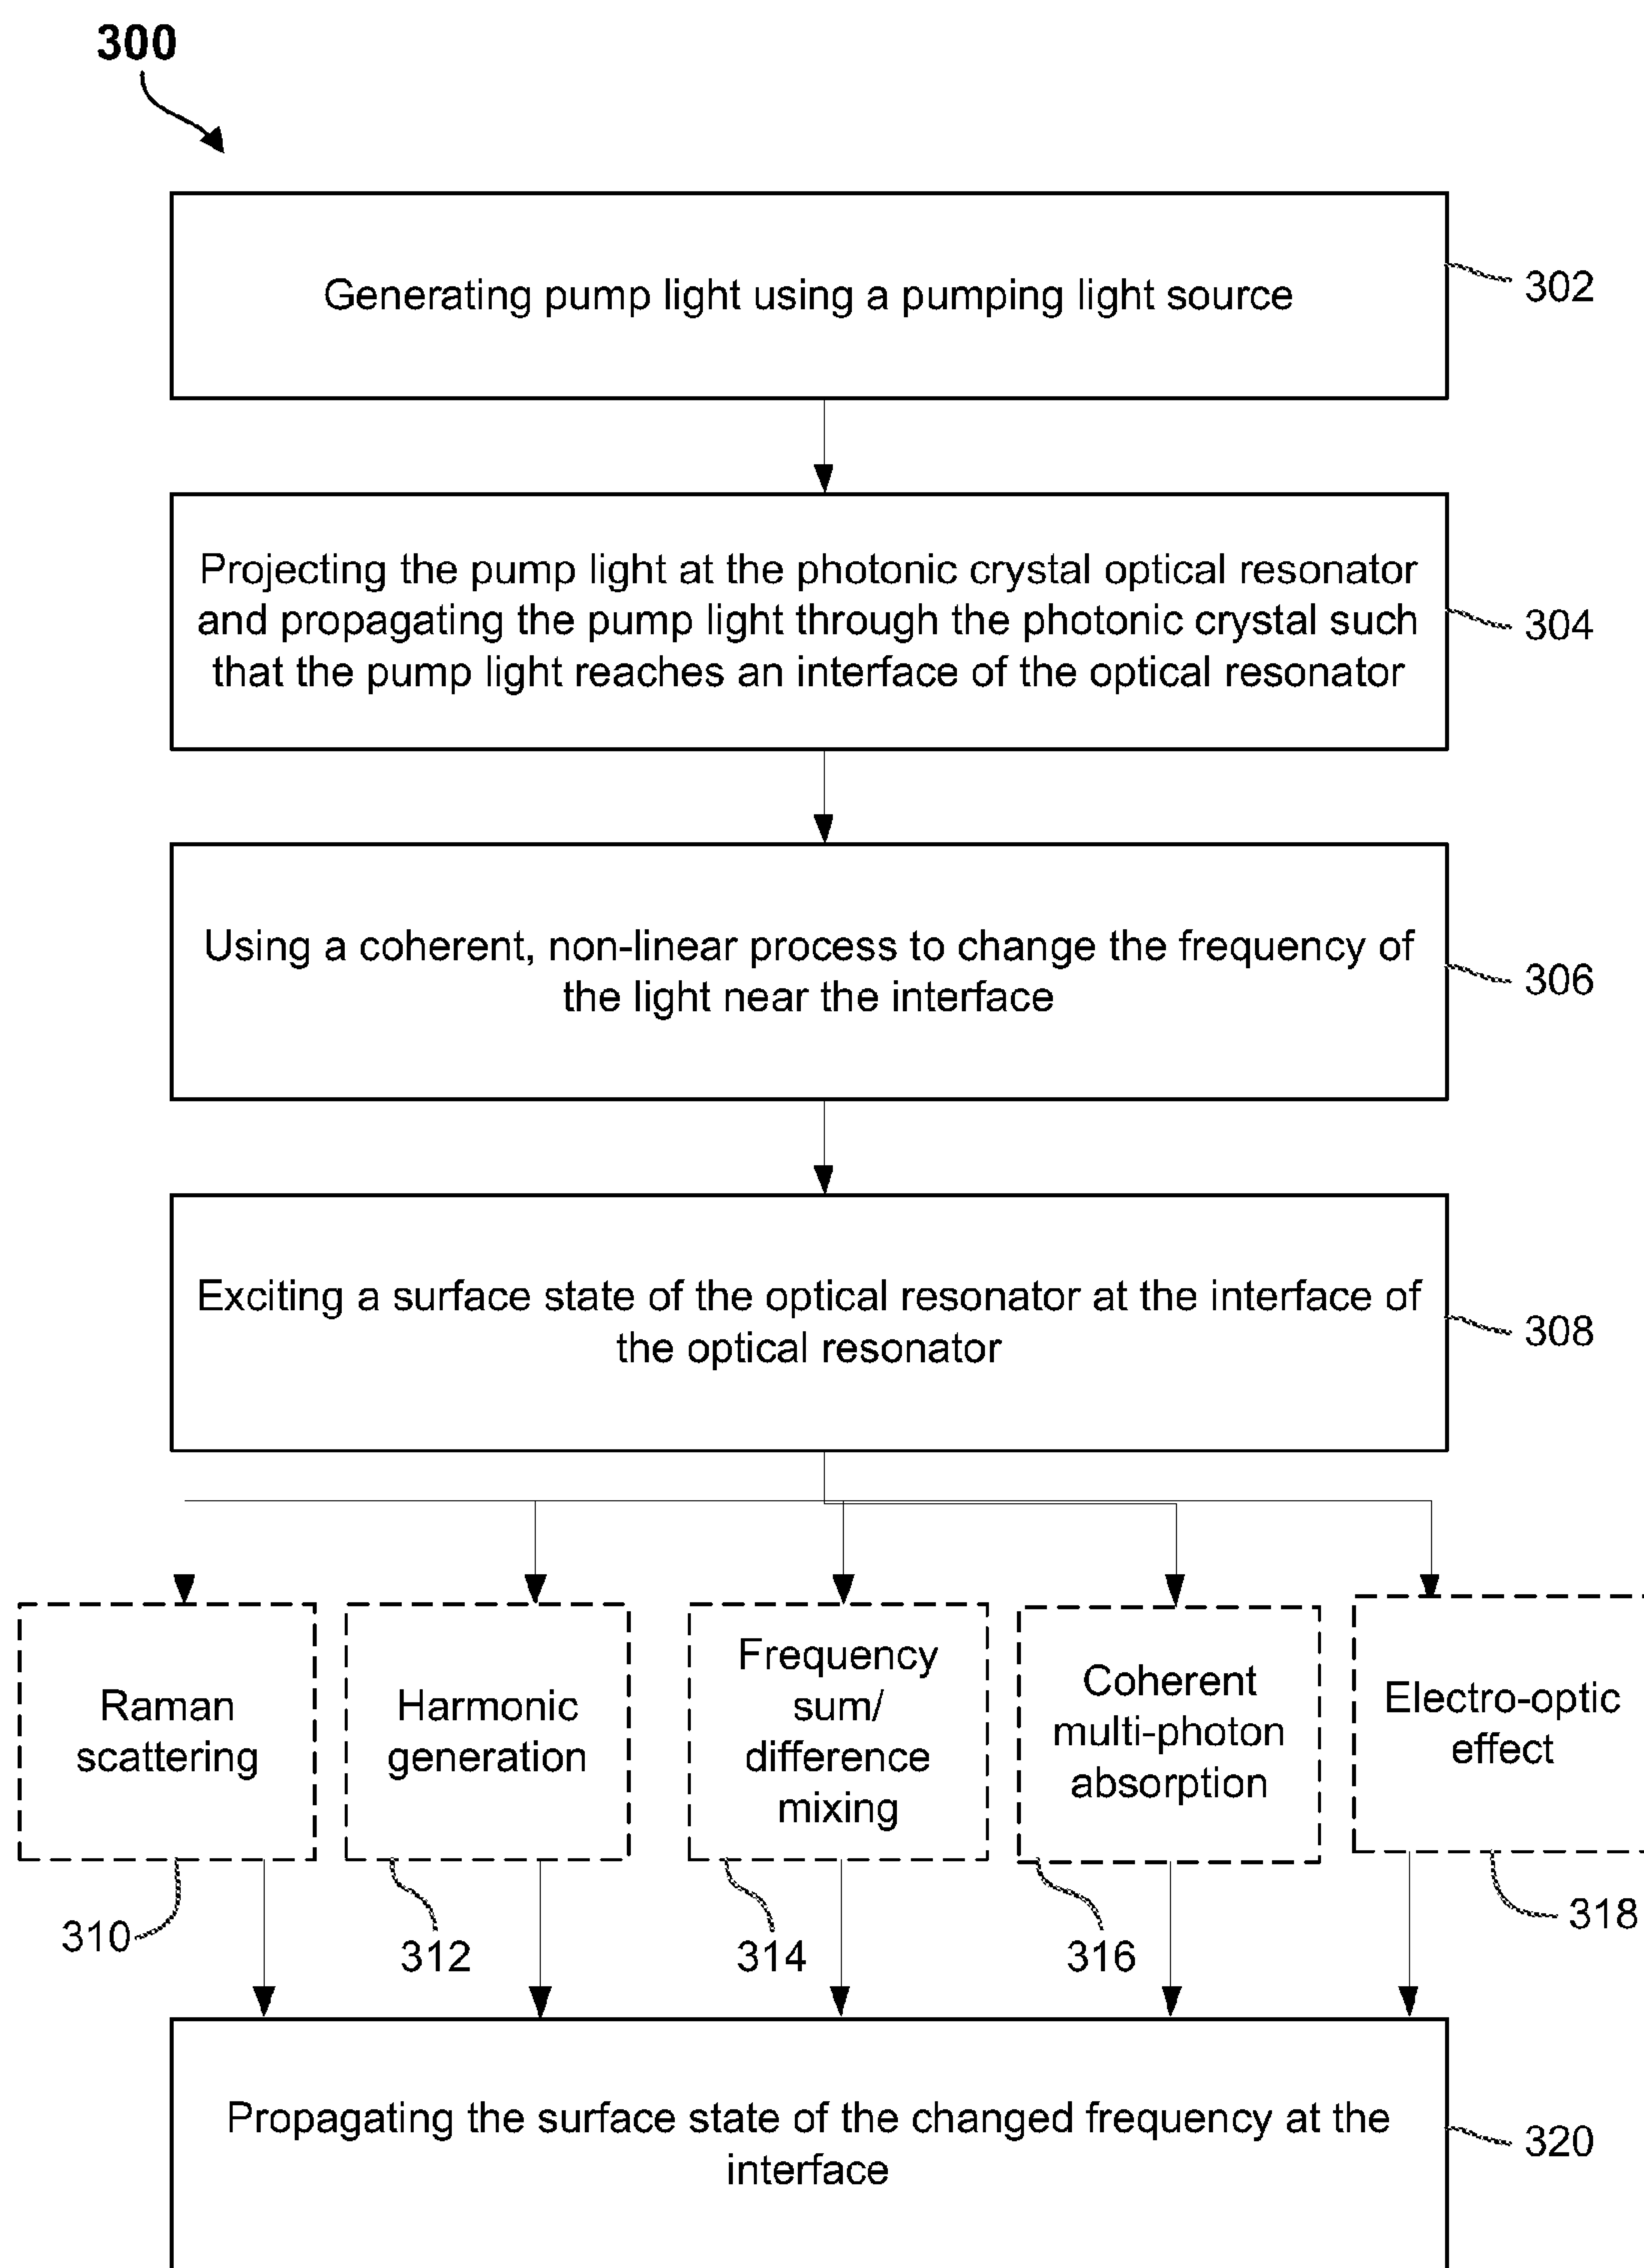 300
Generating pump light using a pumping light source
302
Projecting the pump light at the photonic crystal optical resonator
and propagating the pump light through the photonic crystal such
that the pump light reaches an interface of the optical resonator
304
Using a coherent, non-linear process to change the frequency of
the light near the interface
306
Exciting a surface state of the optical resonator at the interface of
the optical resonator
308
Raman
scattering
310
Harmonic
generation
312
Frequency
sum/
difference
mixing
314
Coherent
multi-photon
absorption
316
Electro-optic
effect
318
Propagating the surface state of the changed frequency at the
interface
320